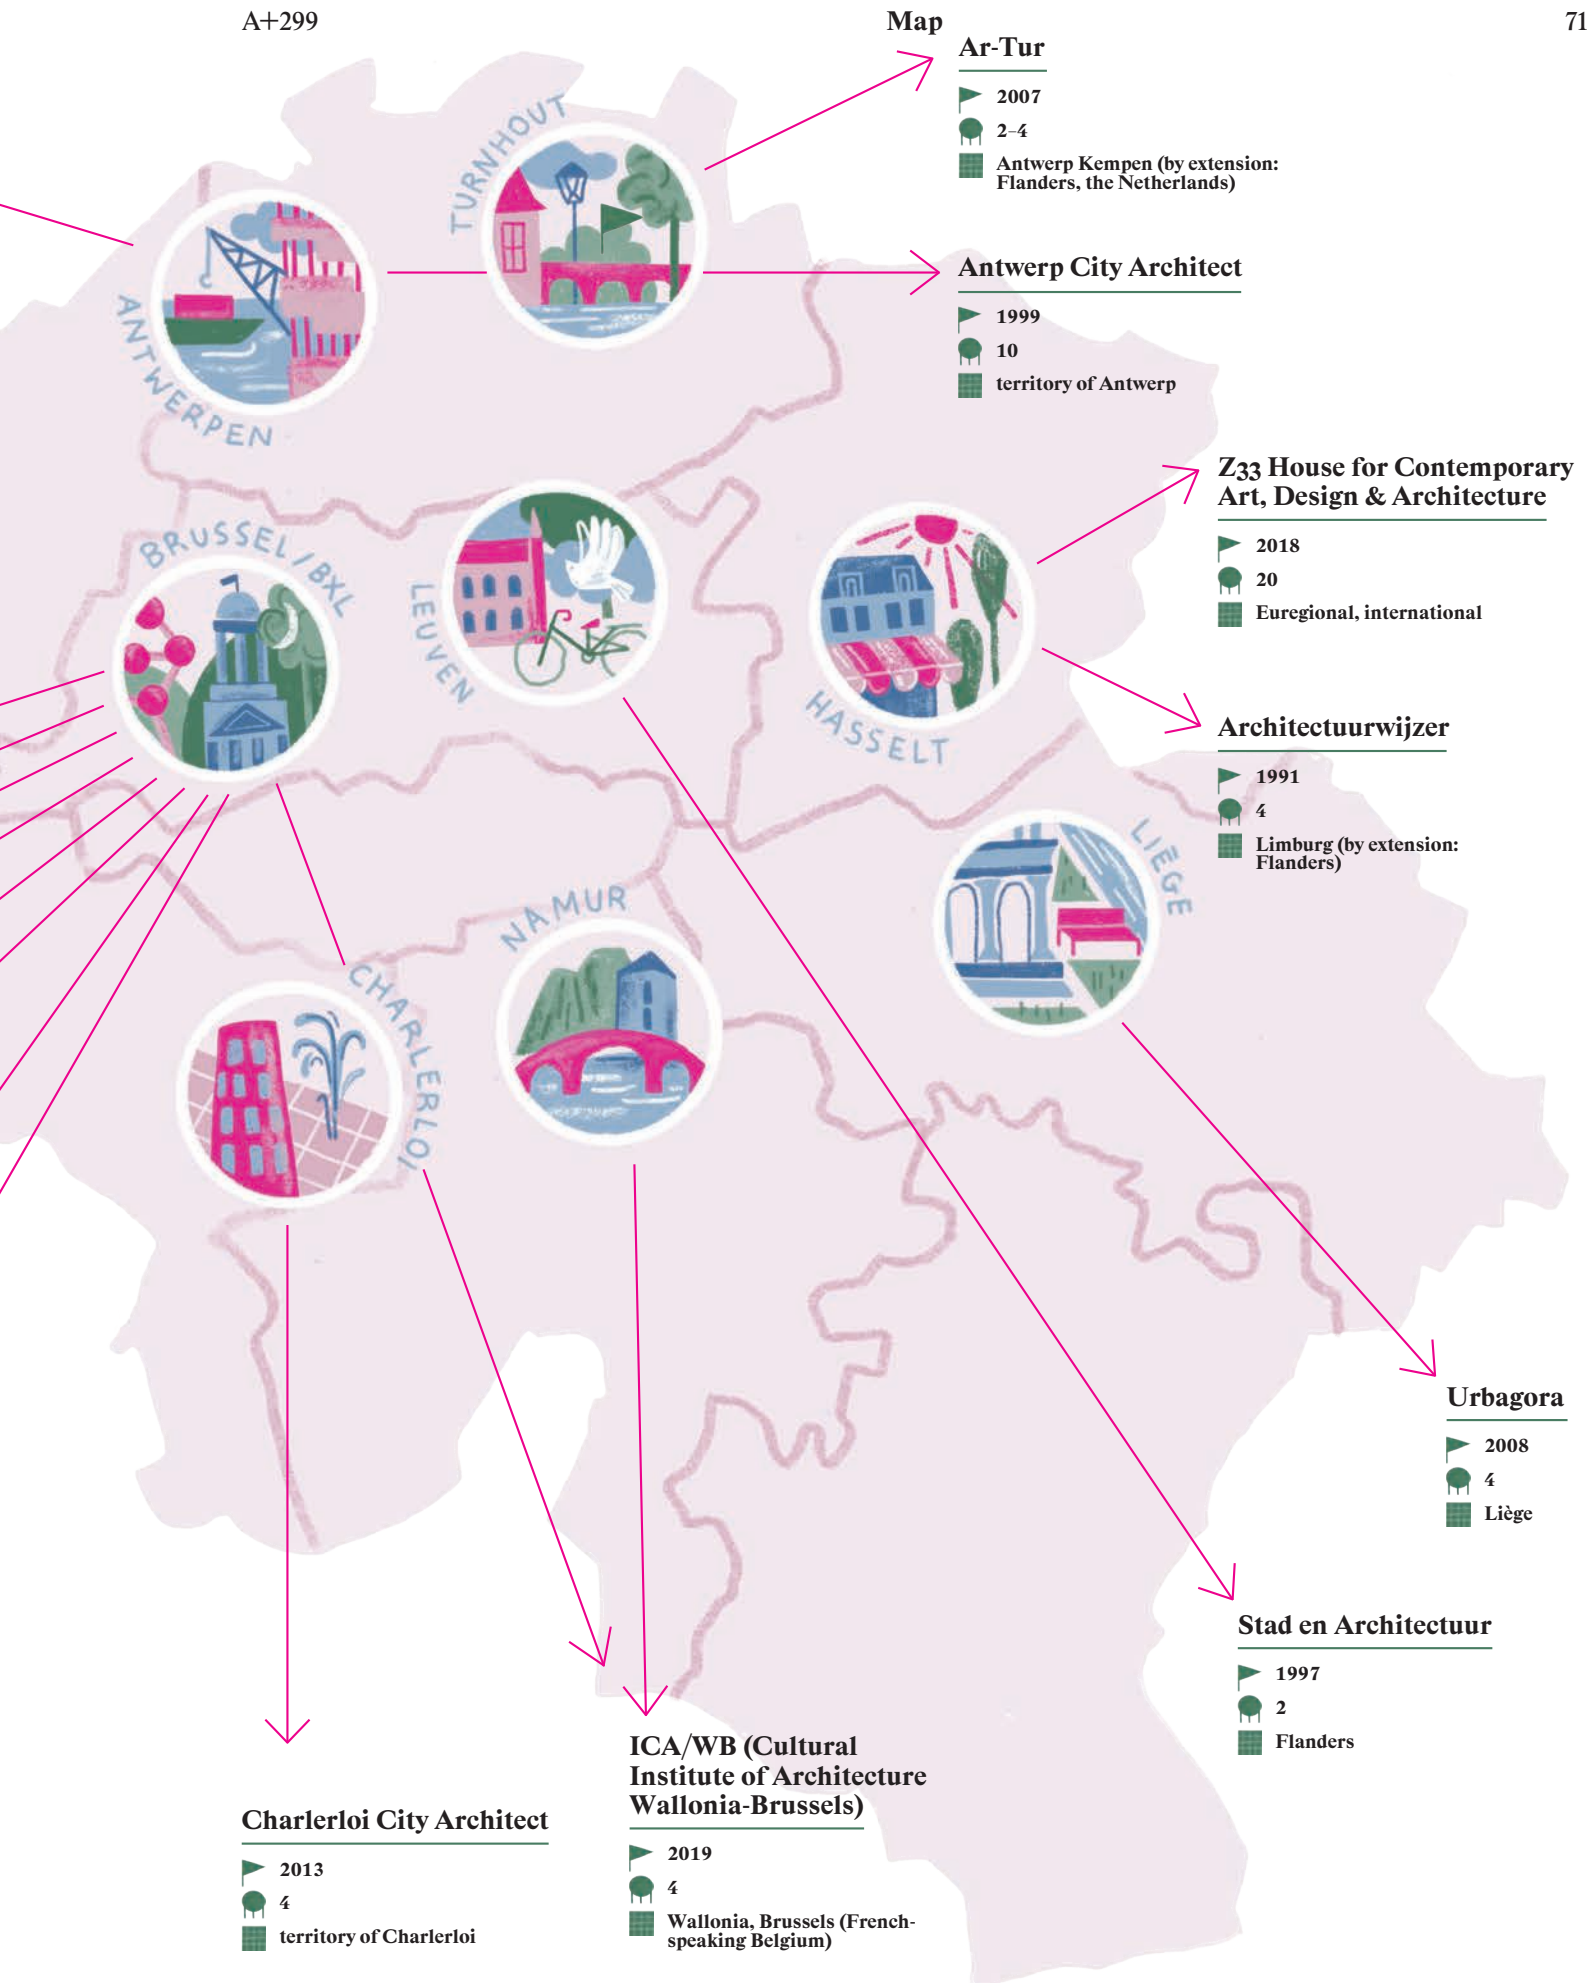 A+299
Map
71
Ar-Tur
2007
2–4
Antwerp Kempen (by extension:
Flanders, the Netherlands)
TURNHOUT
ANTWERPEN
Antwerp City Architect
1999
10
territory of Antwerp
Z33 House for Contemporary
Art, Design & Architecture
2018
20
Euregional, international
BRUSSEL/BXL
LEUVEN
HASSELT
Architectuurwijzer
1991
4
Limburg (by extension:
Flanders)
LIÈGE
NAMUR
CHARLERLOI
Urbagora
2008
4
Liège
Stad en Architectuur
1997
2
Flanders
ICA/WB (Cultural
Institute of Architecture
Wallonia-Brussels)
2019
4
Wallonia, Brussels (French-
speaking Belgium)
Charlerloi City Architect
2013
4
territory of Charlerloi